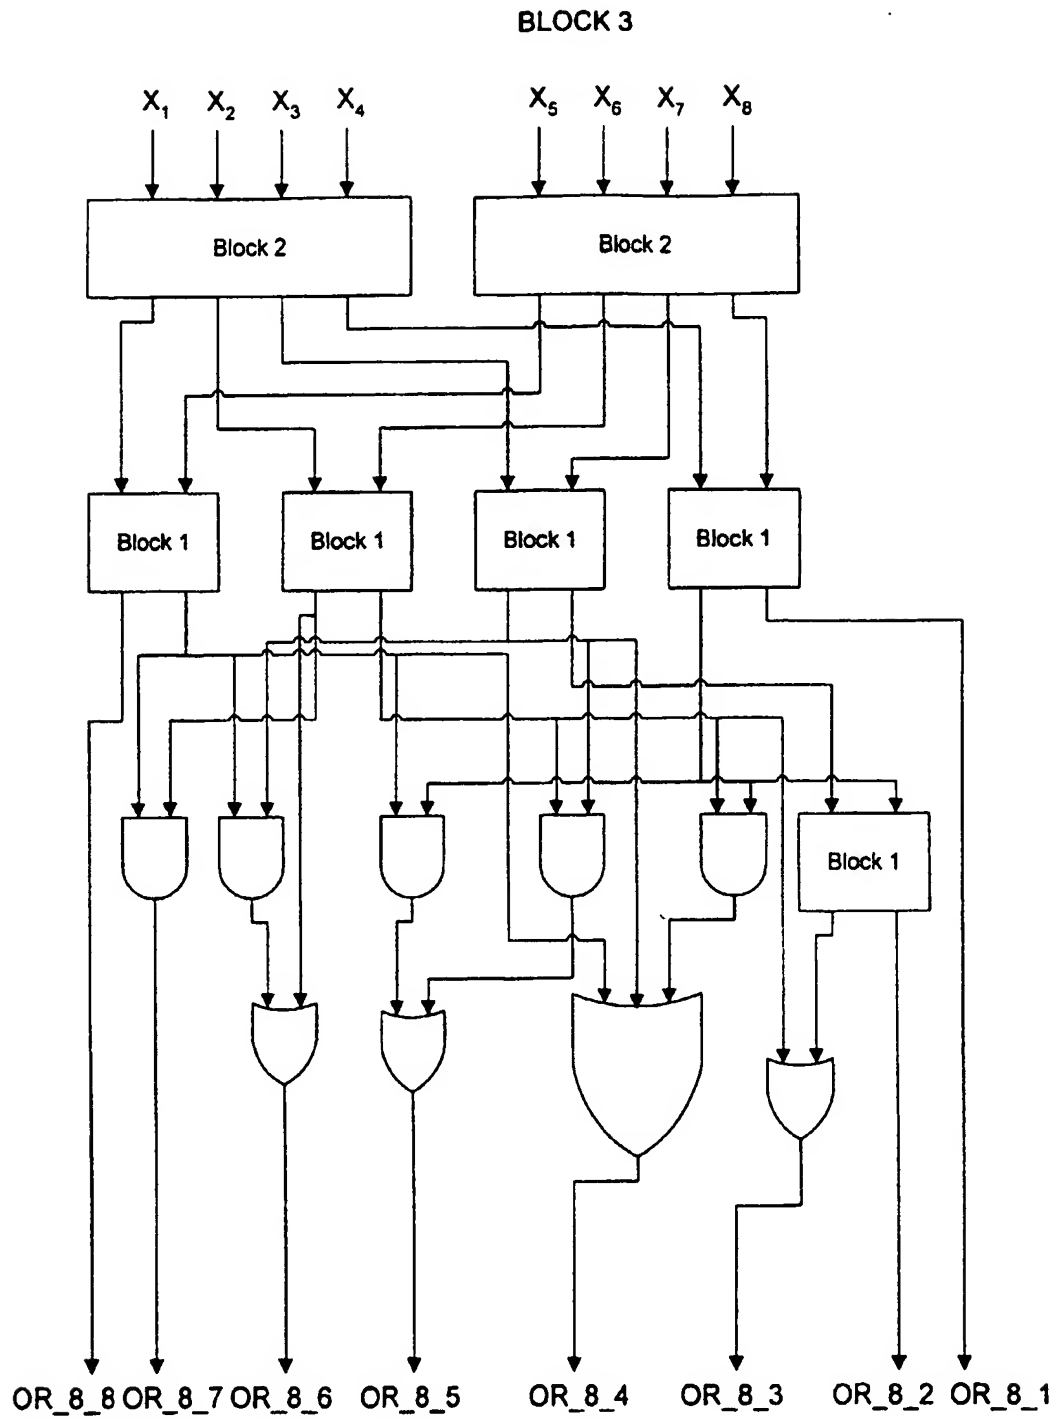 BLOCK 3
X₁ X₂ X₃ X₄ X₅ X₆ X₇ X₈
Block 2 Block 2
Block 1 Block 1 Block 1 Block 1
Block 1
OR_8_8 OR_8_7 OR_8_6 OR_8_5 OR_8_4 OR_8_3 OR_8_2 OR_8_1